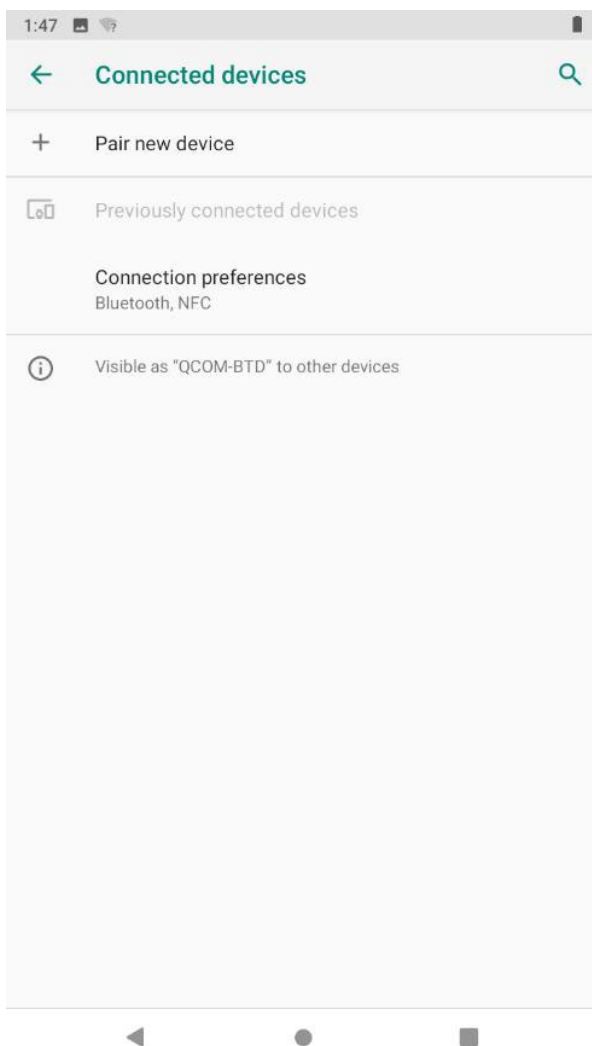 1:47
Connected devices
Pair new device
Previously connected devices
Connection preferences
Bluetooth, NFC
Visible as "QCOM-BTD" to other devices